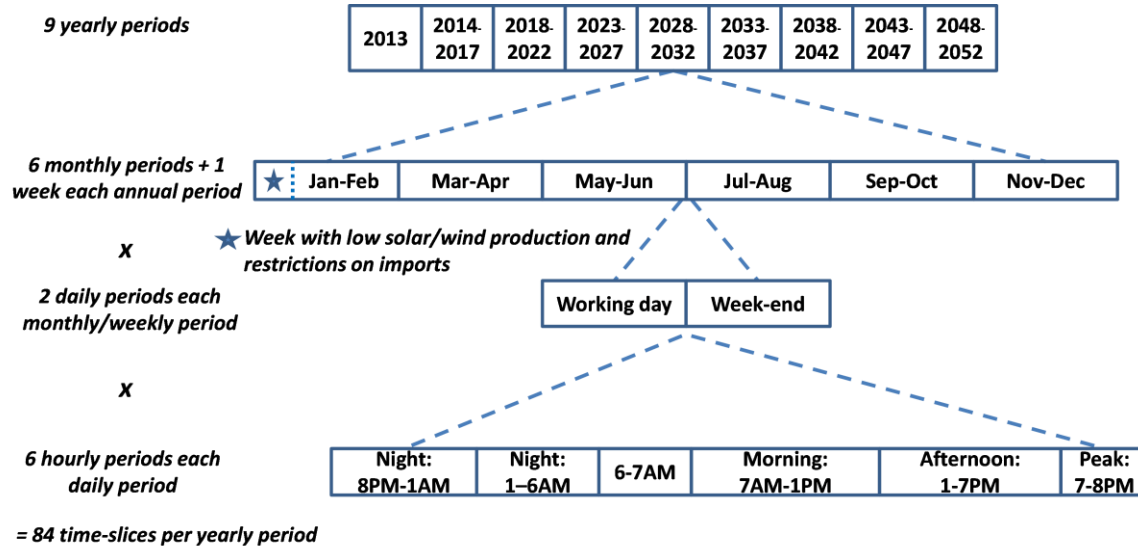 9 yearly periods
2013
2014-
2017
2018-
2022
2023-
2027
2028-
2032
2033-
2037
2038-
2042
2043-
2047
2048-
2052
6 monthly periods + 1
week each annual period
Jan-Feb
Mar-Apr
May-Jun
Jul-Aug
Sep-Oct
Nov-Dec
x
Week with low solar/wind production and
restrictions on imports
2 daily periods each
monthly/weekly period
Working day
Week-end
x
6 hourly periods each
daily period
Night:
8PM-1AM
Night:
1–6AM
6-7AM
Morning:
7AM-1PM
Afternoon:
1-7PM
Peak:
7-8PM
= 84 time-slices per yearly period